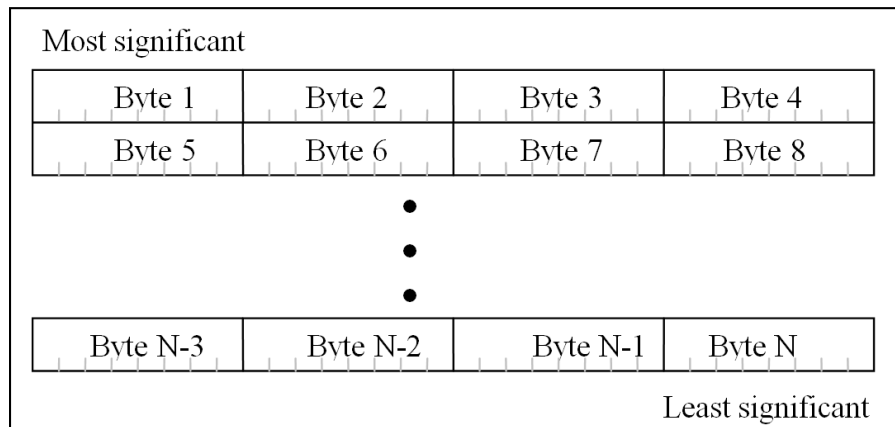 Most significant
Byte 1 Byte 2 Byte 3 Byte 4
Byte 5 Byte 6 Byte 7 Byte 8
Byte N-3 Byte N-2 Byte N-1 Byte N
Least significant